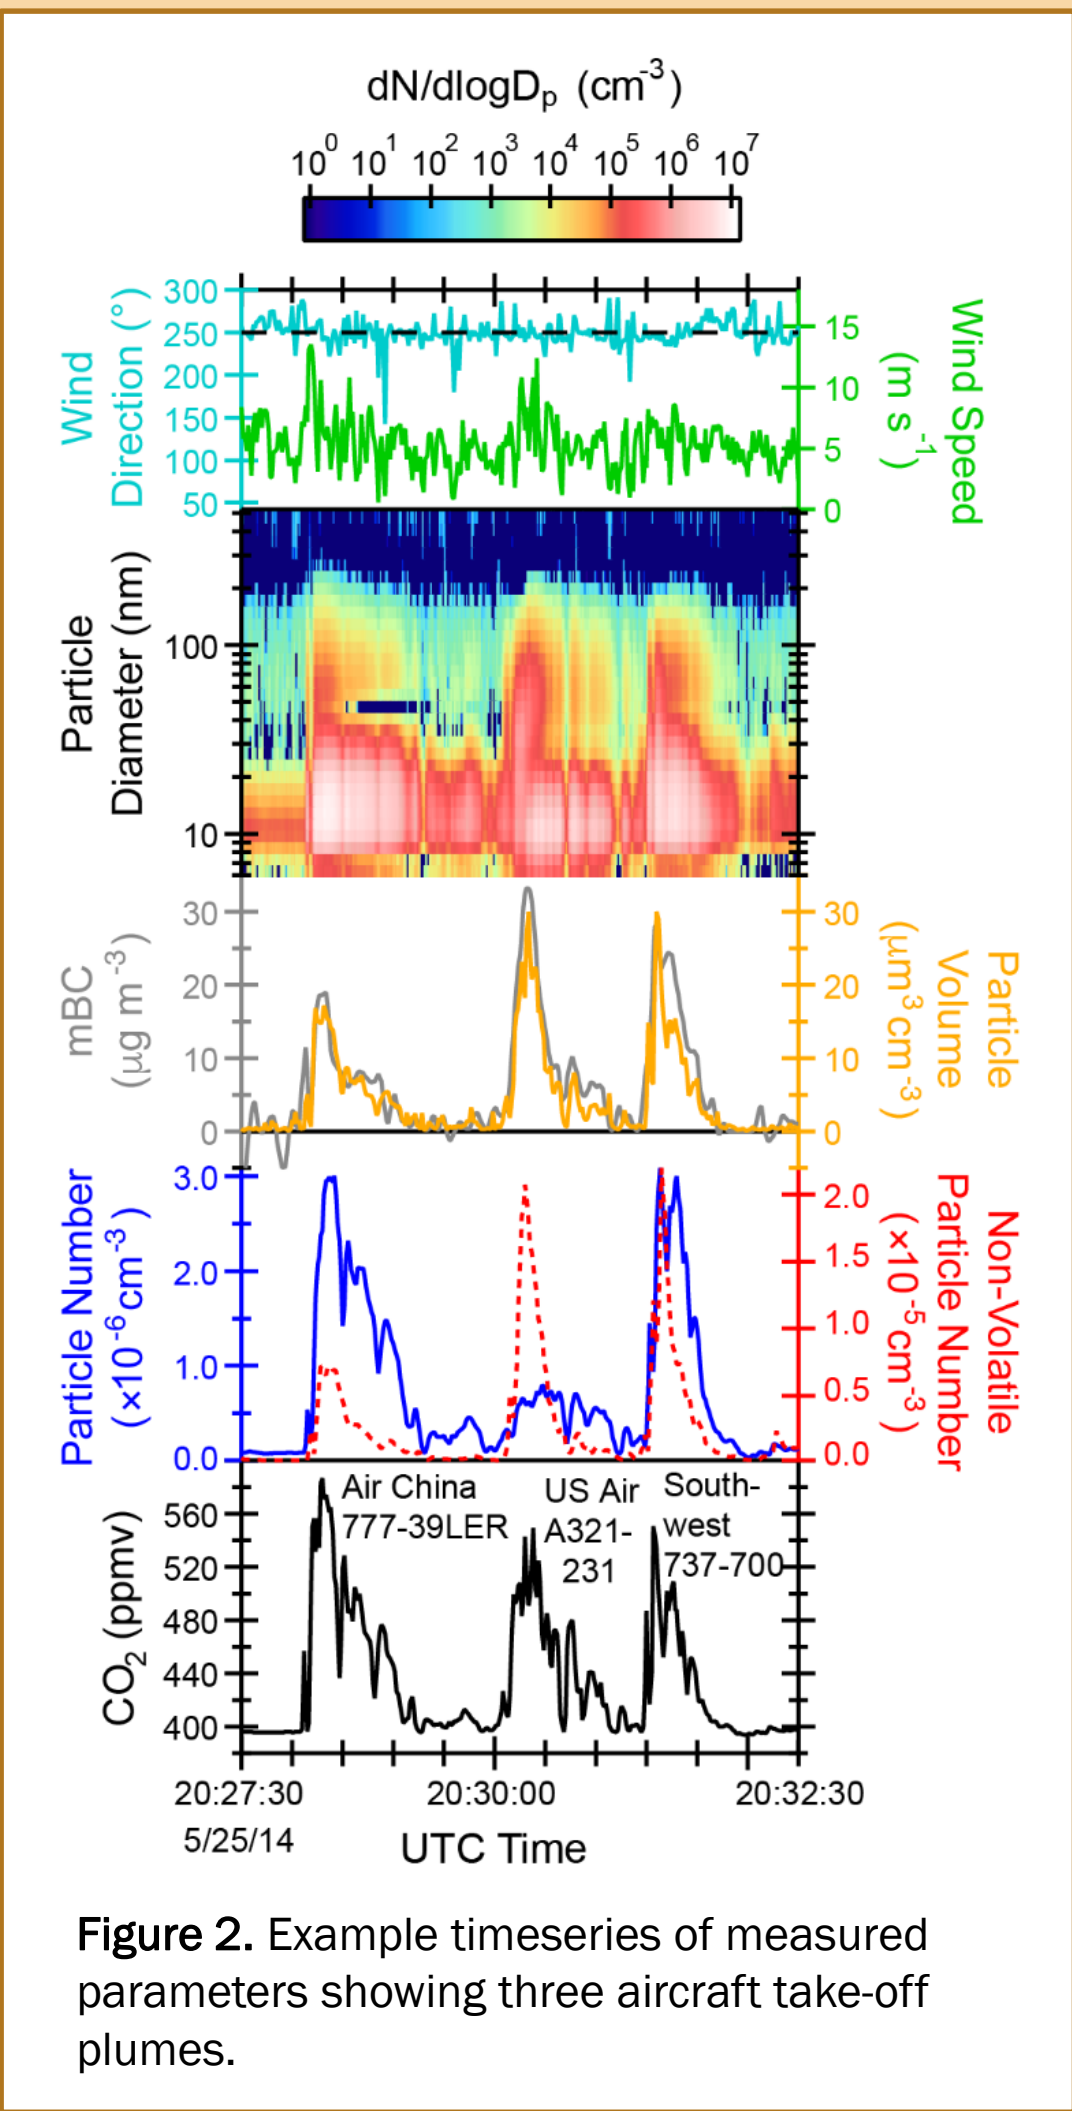 dN/dlogDp (cm-3)
10^0 10^1 10^2 10^3 10^4 10^5 10^6 10^7
Wind
Direction (°)
300
250
200
150
100
50
15
10
5
0
Wind Speed
(m s-1)
Particle
Diameter (nm)
100
10
mBC
(μg m-3)
30
20
10
0
30
20
10
0
Particle
Volume
(μm3 cm-3)
Particle Number
(×10-6 cm-3)
3.0
2.0
1.0
0.0
2.0
1.5
1.0
0.5
0.0
Non-Volatile
Particle Number
(×10-5 cm-3)
CO2 (ppmv)
560
520
480
440
400
Air China
777-39LER
US Air
A321-
231
South-
west
737-700
20:27:30 20:30:00 20:32:30
5/25/14
UTC Time
Figure 2. Example timeseries of measured
parameters showing three aircraft take-off
plumes.